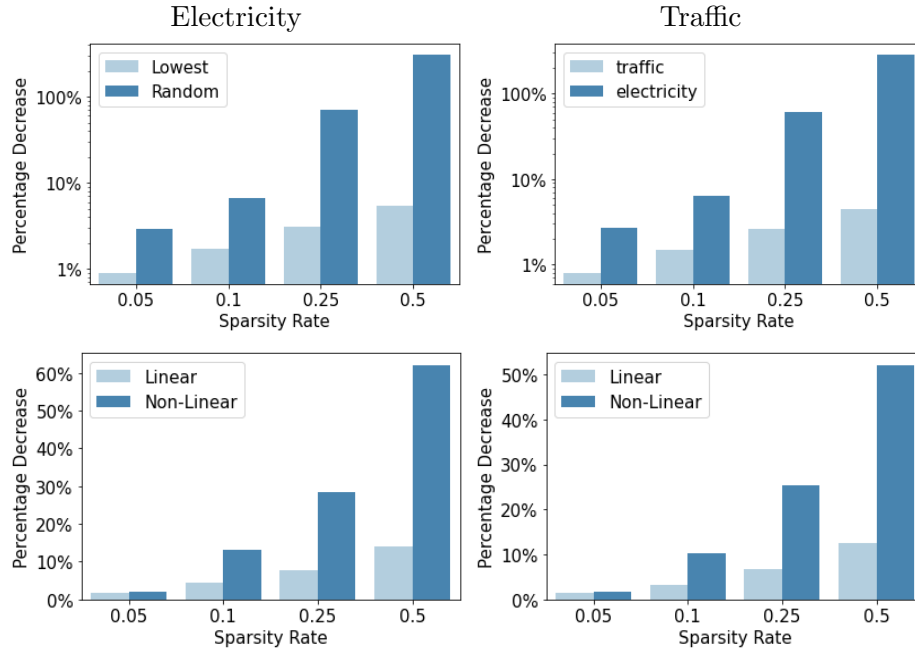 Electricity
Traffic
Percentage Decrease
100%
10%
1%
Lowest
Random
0.05 0.1 0.25 0.5
Sparsity Rate
Percentage Decrease
100%
10%
1%
traffic
electricity
0.05 0.1 0.25 0.5
Sparsity Rate
Percentage Decrease
60%
50%
40%
30%
20%
10%
0%
Linear
Non-Linear
0.05 0.1 0.25 0.5
Sparsity Rate
Percentage Decrease
50%
40%
30%
20%
10%
0%
Linear
Non-Linear
0.05 0.1 0.25 0.5
Sparsity Rate